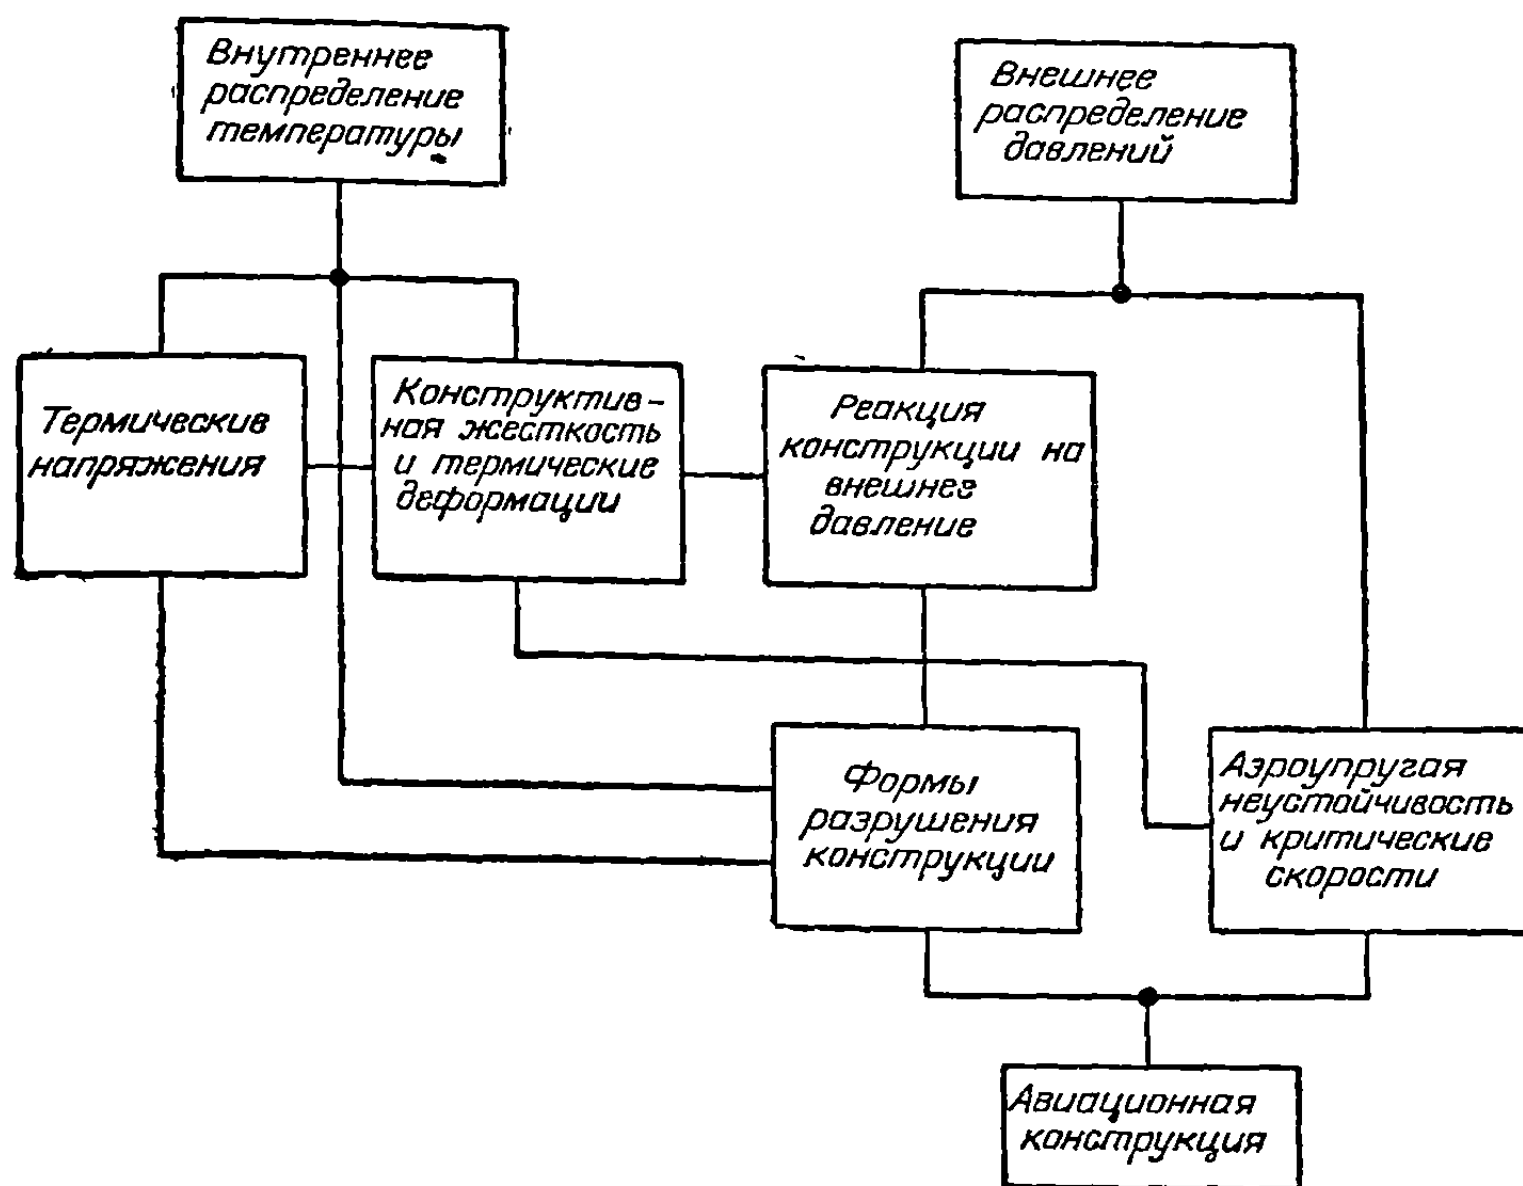 Внутреннее
распределение
температуры
Внешнее
распределение
давлений
Термические
напряжения
Конструктив-
ная жесткость
и термические
деформации
Реакция
конструкции на
внешнее
давление
Формы
разрушения
конструкции
Аэроупругая
неустойчивость
и критические
скорости
Авиационная
конструкция